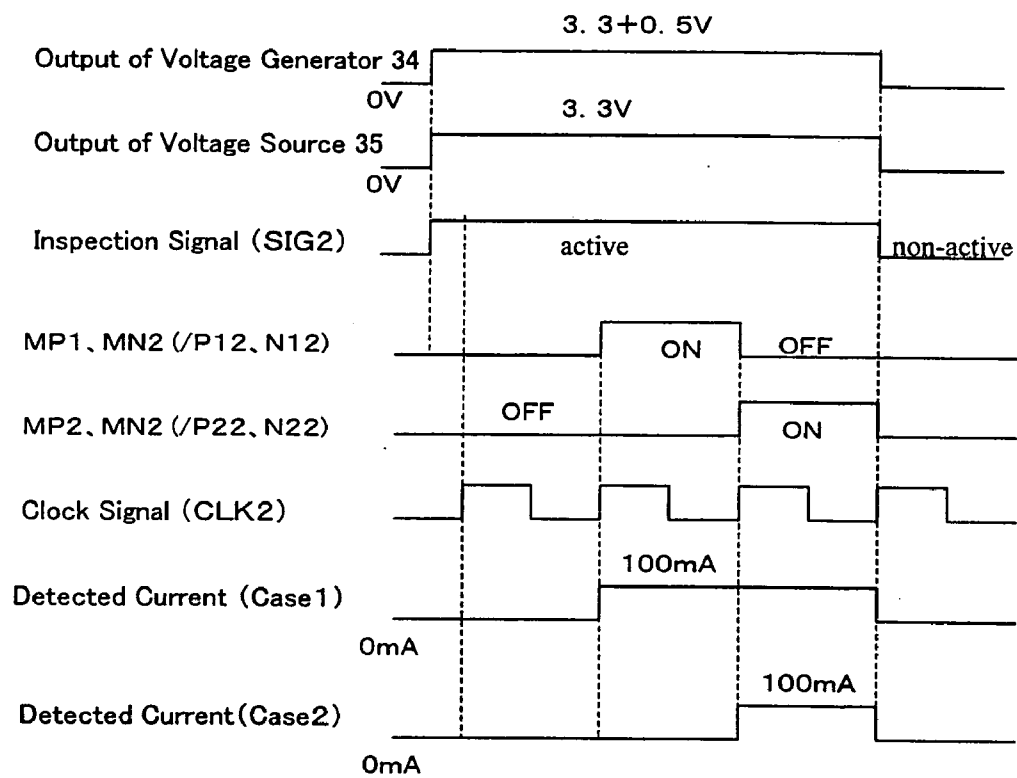 3. 3+0. 5V
Output of Voltage Generator 34
0V
3. 3V
Output of Voltage Source 35
0V
Inspection Signal (SIG2)
active
non-active
MP1、MN2 (/P12、N12)
ON
OFF
OFF
MP2、MN2 (/P22、N22)
ON
Clock Signal (CLK2)
100mA
Detected Current (Case1)
0mA
100mA
Detected Current(Case2)
0mA